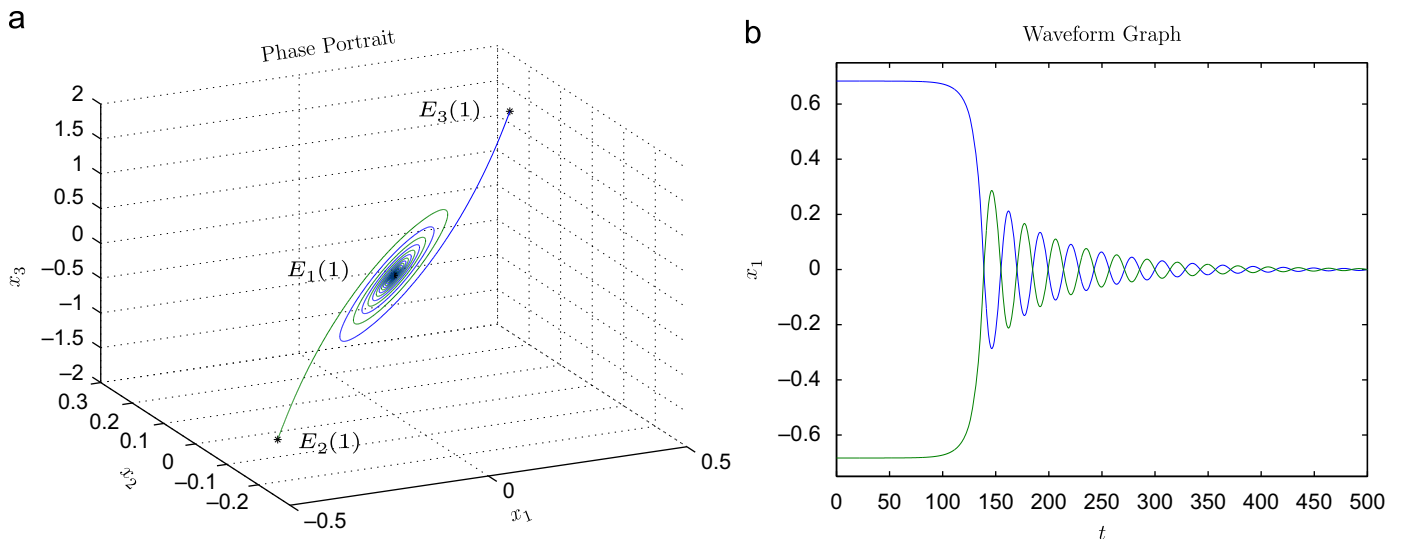 a
Phase Portrait
2
1.5
1
0.5
0
–0.5
–1
–1.5
–2
x3
0.3
0.2
0.1
0
–0.1
–0.2
x2
–0.5
0
0.5
x1
E3(1)
E1(1)
E2(1)
b
Waveform Graph
0.6
0.4
0.2
0
–0.2
–0.4
–0.6
x1
0 50 100 150 200 250 300 350 400 450 500
t